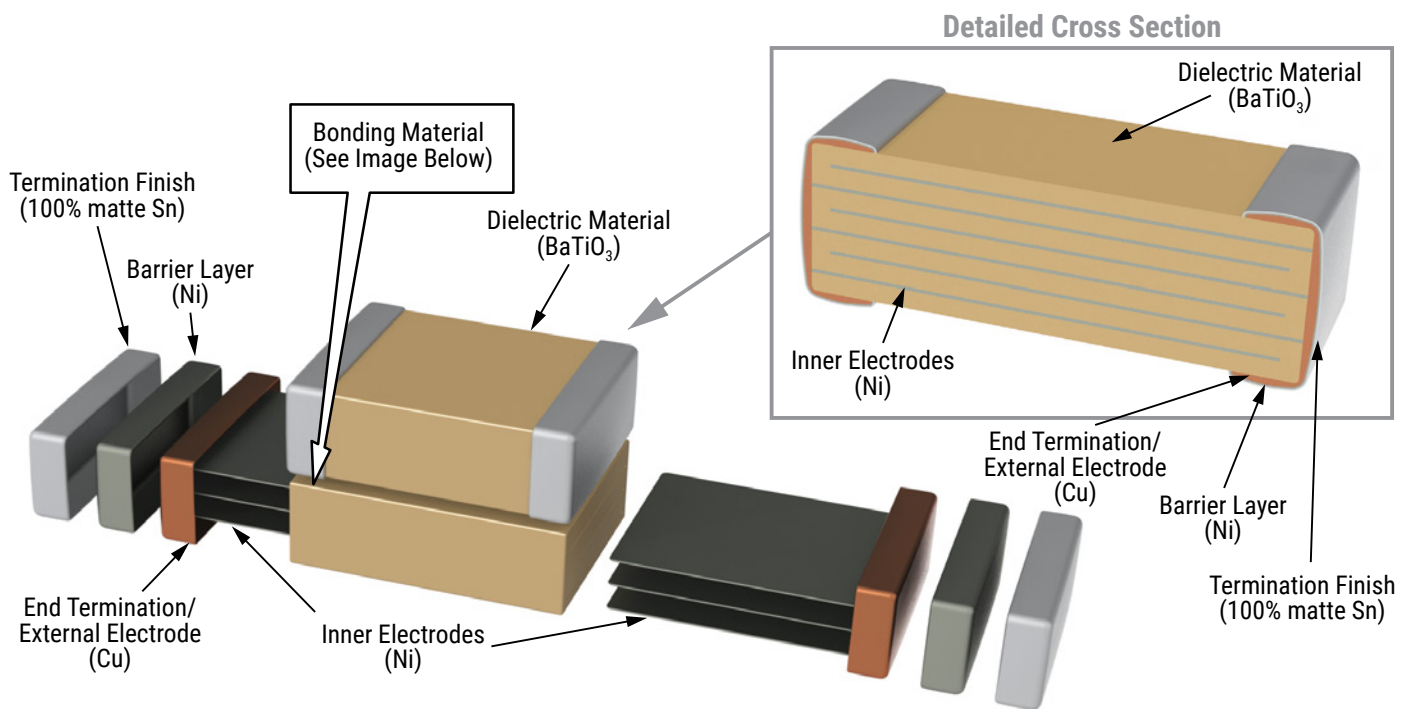 Detailed Cross Section
Dielectric Material
(BaTiO₃)
Bonding Material
(See Image Below)
Termination Finish
(100% matte Sn)
Dielectric Material
(BaTiO₃)
Barrier Layer
(Ni)
Inner Electrodes
(Ni)
End Termination/
External Electrode
(Cu)
Barrier Layer
(Ni)
Termination Finish
(100% matte Sn)
End Termination/
External Electrode
(Cu)
Inner Electrodes
(Ni)